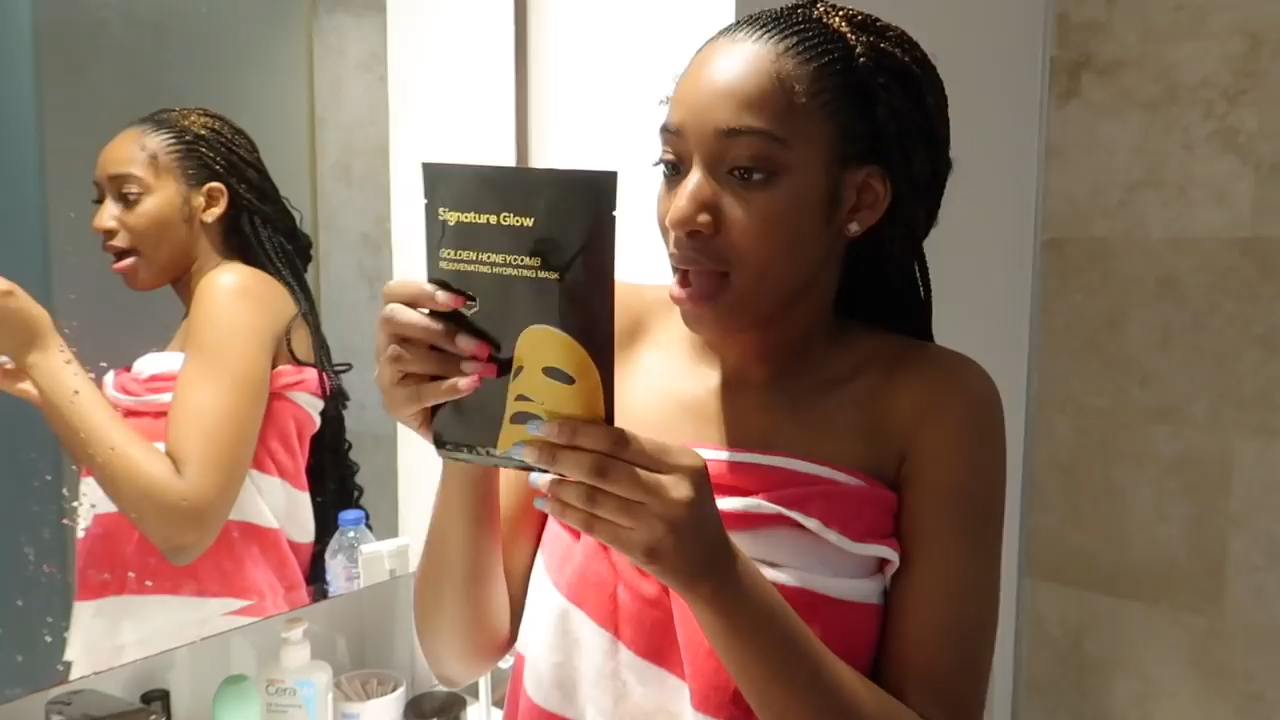 Signature Glow
GOLDEN HONEYCOMB
REJUVENATING HYDRATING MASK
Cera